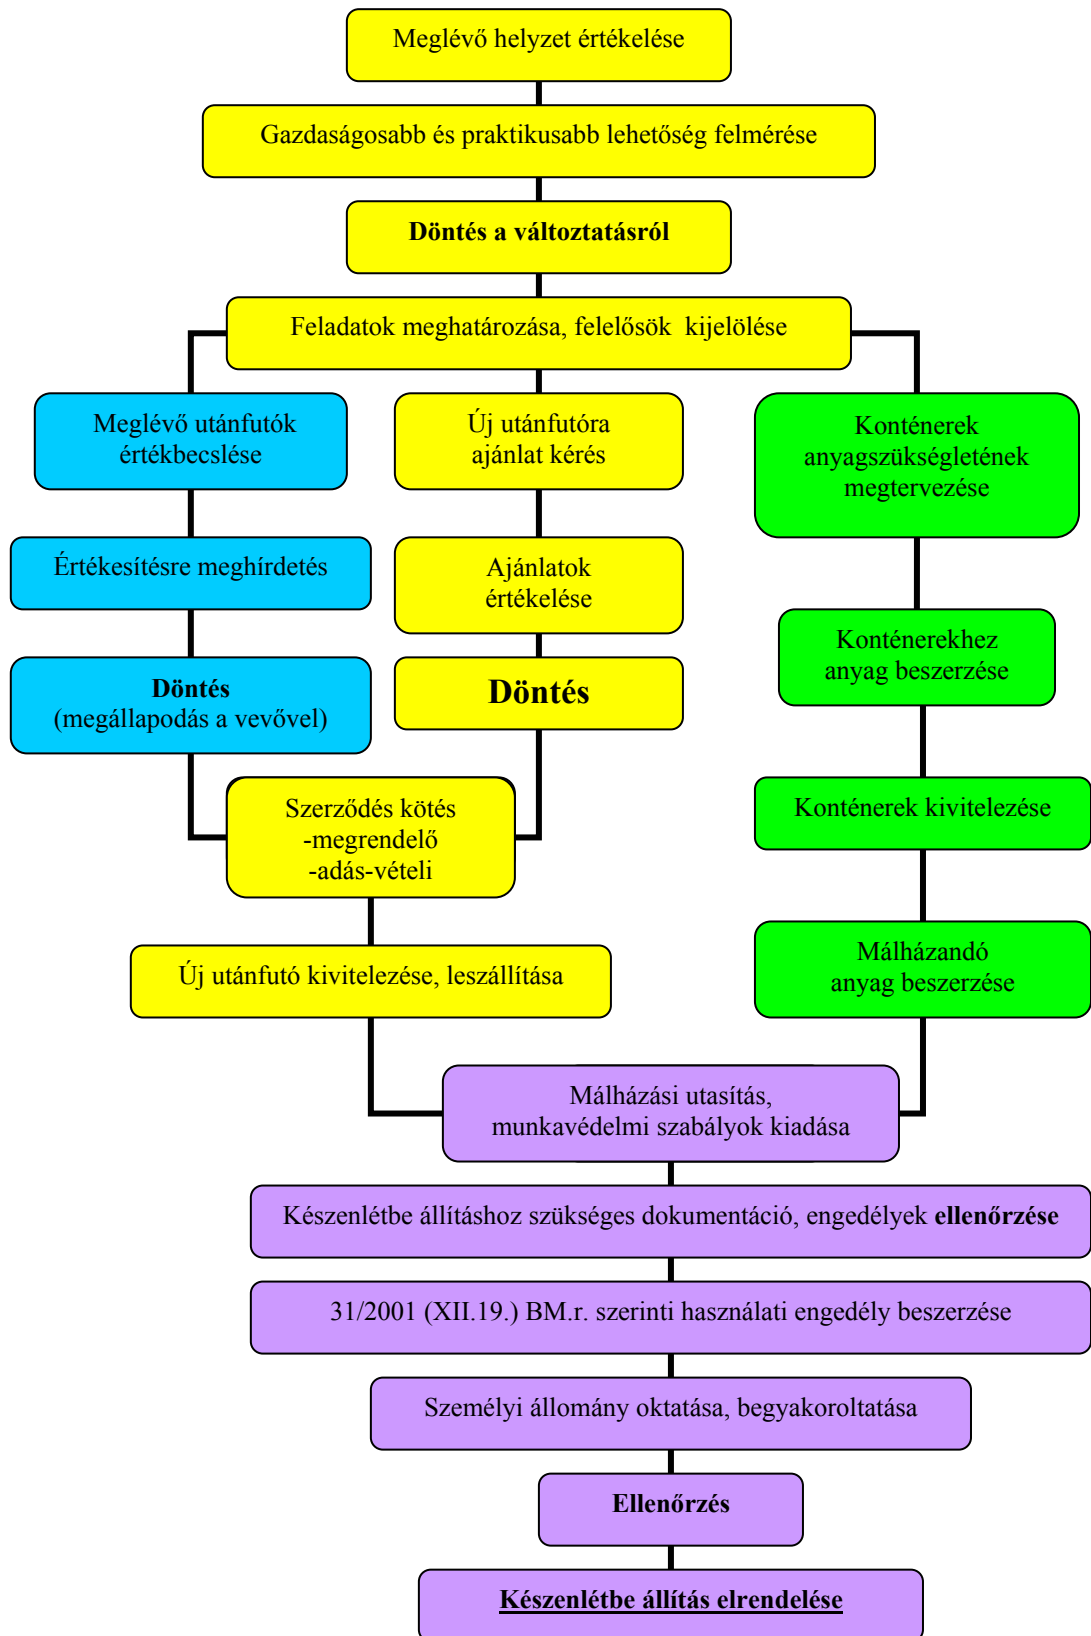 Meglévő helyzet értékelése
Gazdaságosabb és praktikusabb lehetőség felmérése
Döntés a változtatásról
Feladatok meghatározása, felelősök  kijelölése
Meglévő utánfutók
értékbecslése
Értékesítésre meghírdetés
Döntés
(megállapodás a vevővel)
Új utánfutóra
ajánlat kérés
Ajánlatok
értékelése
Döntés
Szerződés kötés
-megrendelő
-adás-vételi
Új utánfutó kivitelezése, leszállítása
Konténerek
anyagszükségletének
megtervezése
Konténerekhez
anyag beszerzése
Konténerek kivitelezése
Málházandó
anyag beszerzése
Málházási utasítás,
munkavédelmi szabályok kiadása
Készenlétbe állításhoz szükséges dokumentáció, engedélyek ellenőrzése
31/2001 (XII.19.) BM.r. szerinti használati engedély beszerzése
Személyi állomány oktatása, begyakoroltatása
Ellenőrzés
Készenlétbe állítás elrendelése